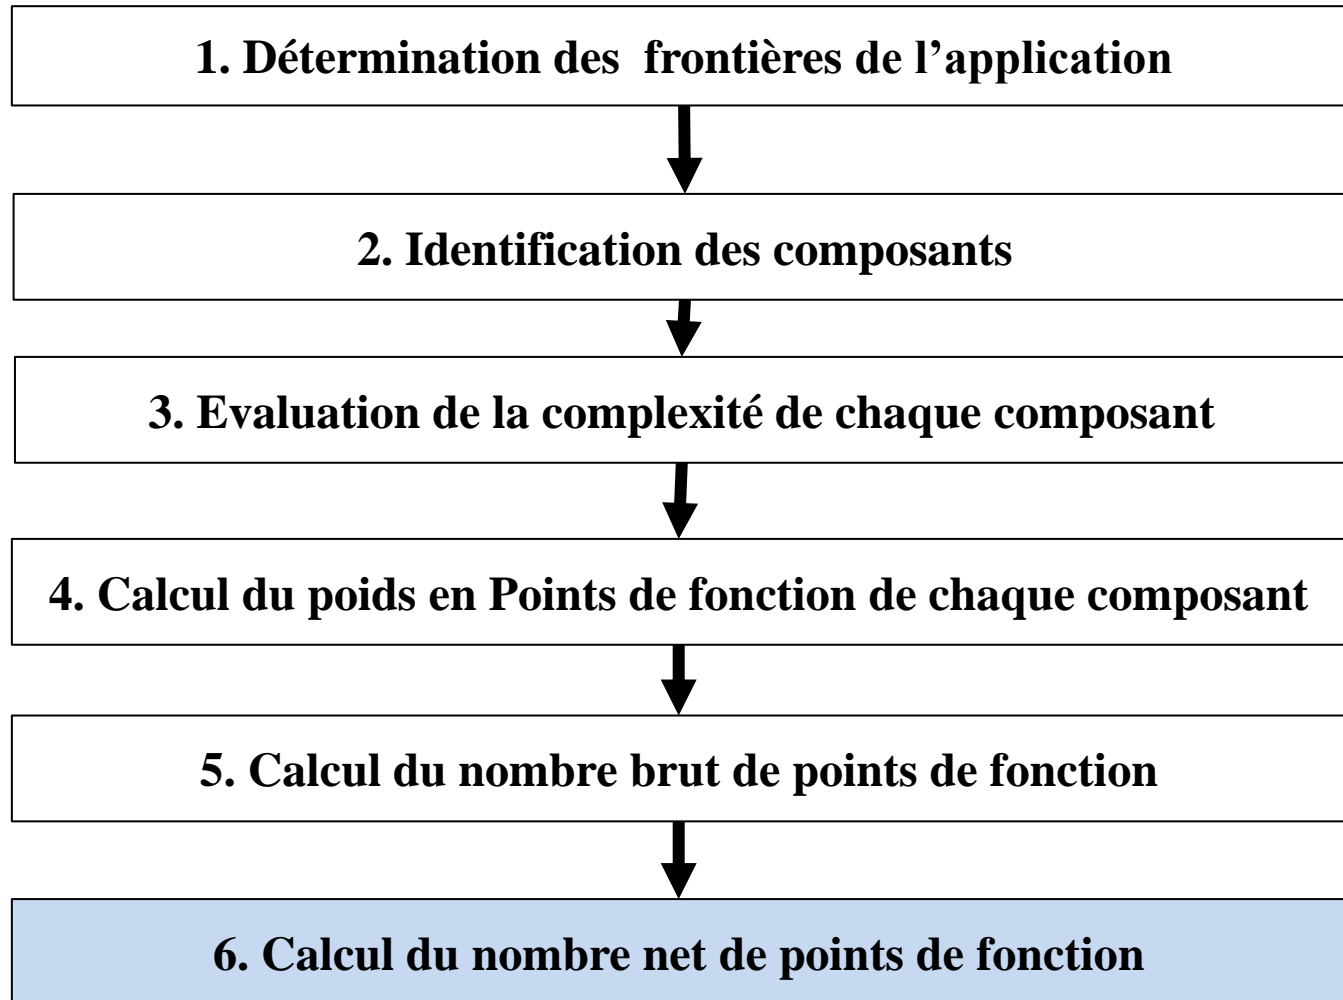 1. Détermination des frontières de l’application
2. Identification des composants
3. Evaluation de la complexité de chaque composant
4. Calcul du poids en Points de fonction de chaque composant
5. Calcul du nombre brut de points de fonction
6. Calcul du nombre net de points de fonction